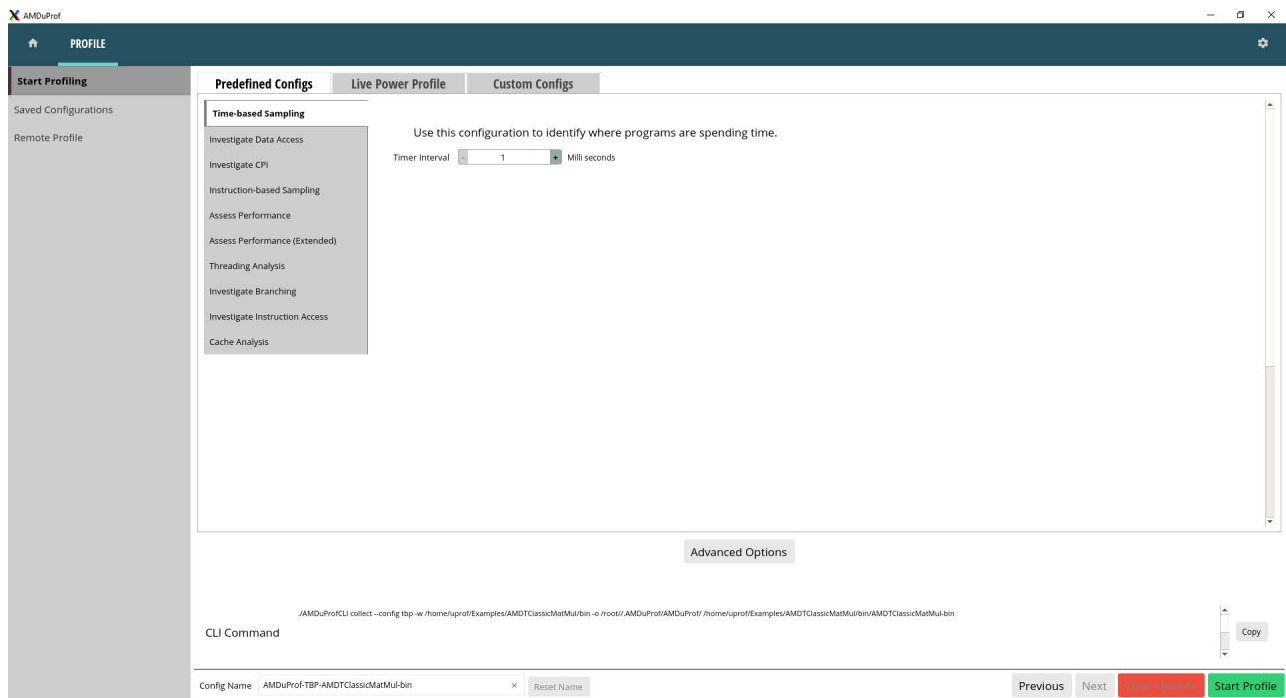 AMDuProf
PROFILE
Start Profiling
Saved Configurations
Remote Profile
Predefined Configs
Live Power Profile
Custom Configs
Time-based Sampling
Investigate Data Access
Investigate CPI
Instruction-based Sampling
Assess Performance
Assess Performance (Extended)
Threading Analysis
Investigate Branching
Investigate Instruction Access
Cache Analysis
Use this configuration to identify where programs are spending time.
Timer Interval - 1 + Milli seconds
Advanced Options
./AMDuProfCLI collect --config tbp -w /home/uprof/Examples/AMDTClassicMatMul/bin -o /root//.AMDuProf/AMDuProf/ /home/uprof/Examples/AMDTClassicMatMul/bin/AMDTClassicMatMul-bin
CLI Command
Copy
Config Name AMDuProf-TBP-AMDTClassicMatMul-bin × Reset Name
Previous Next Start Profile